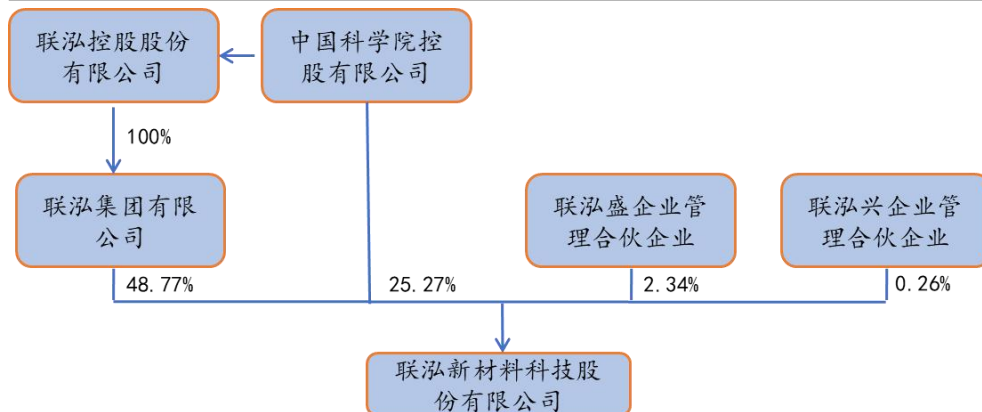 联泓控股股份
有限公司
中国科学院控
股有限公司
100%
联泓集团有限
公司
联泓盛企业管
理合伙企业
联泓兴企业管
理合伙企业
48.77%
25.27%
2.34%
0.26%
联泓新材料科技股
份有限公司